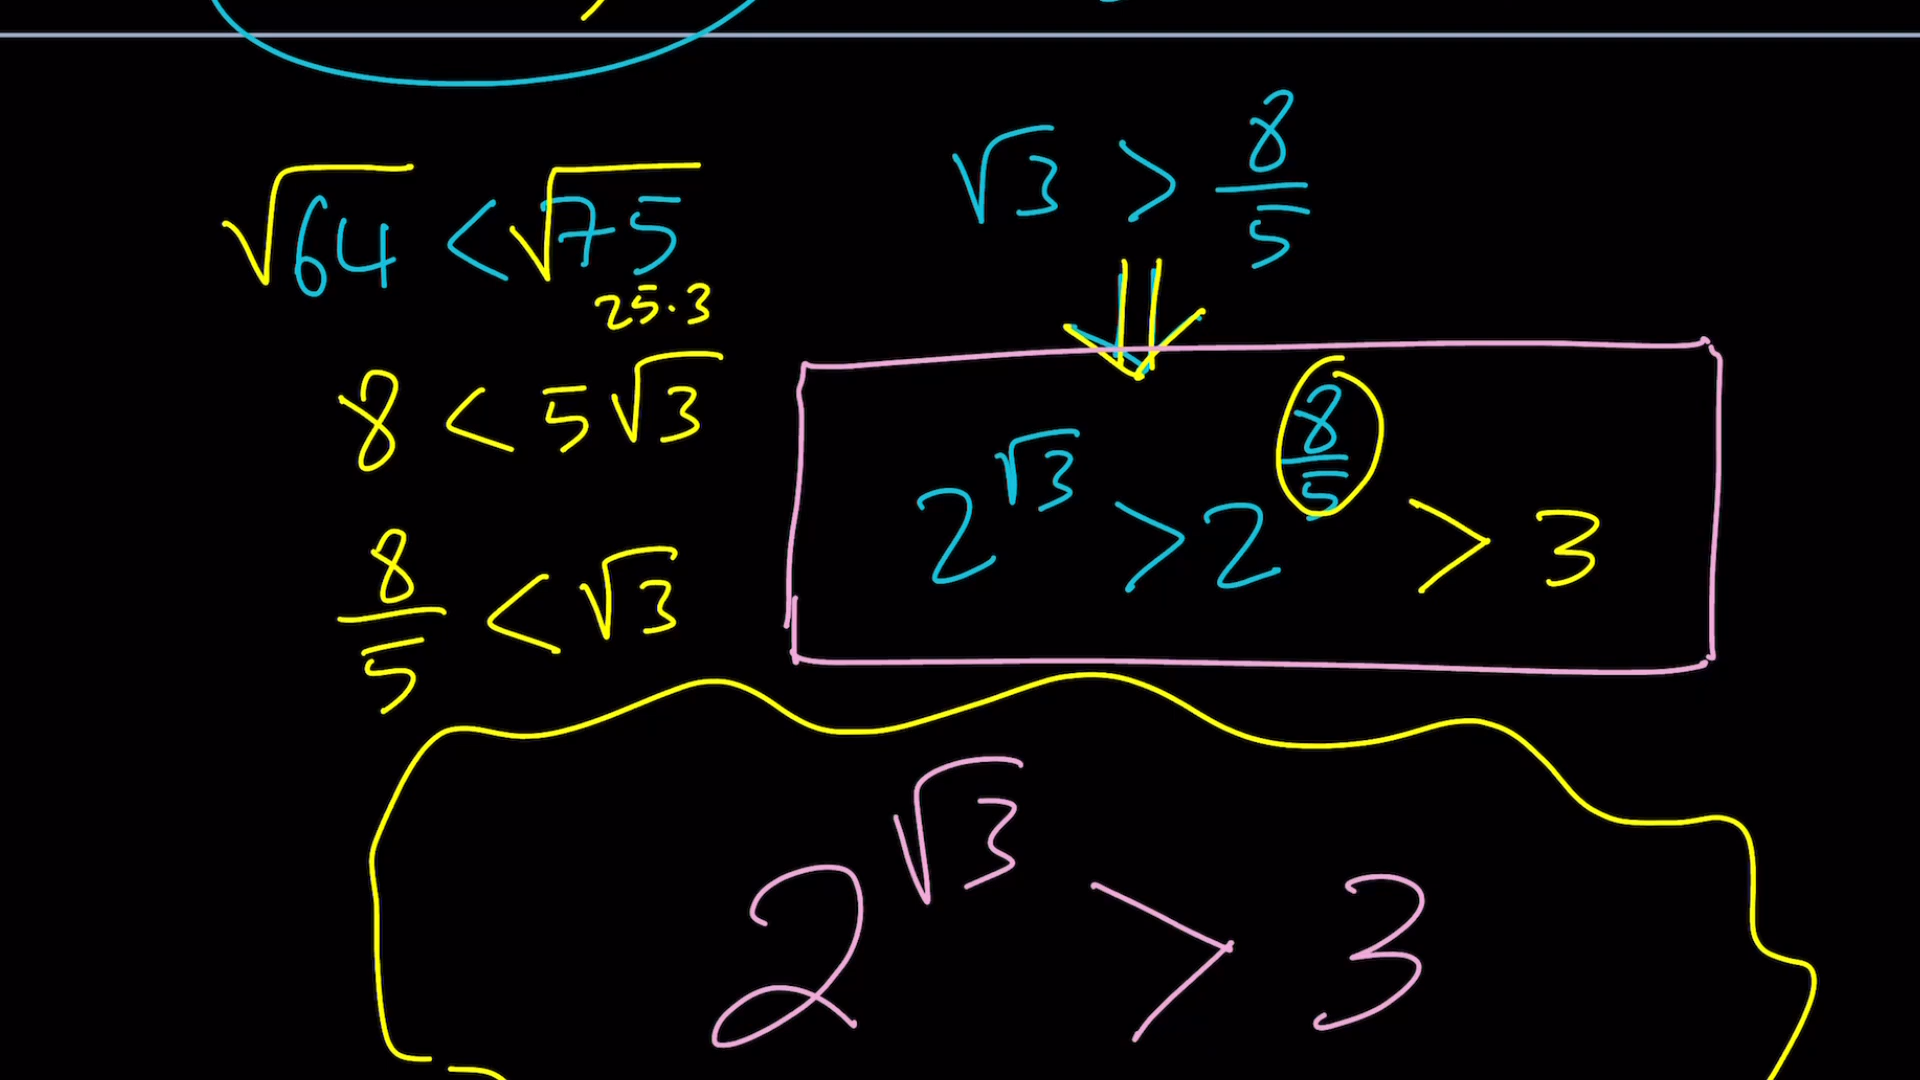 √64 < √75
25·3
8 < 5√3
8/5 < √3
√3 > 8/5
⇓
2^√3 > 2^(8/5) > 3
2^√3 > 3